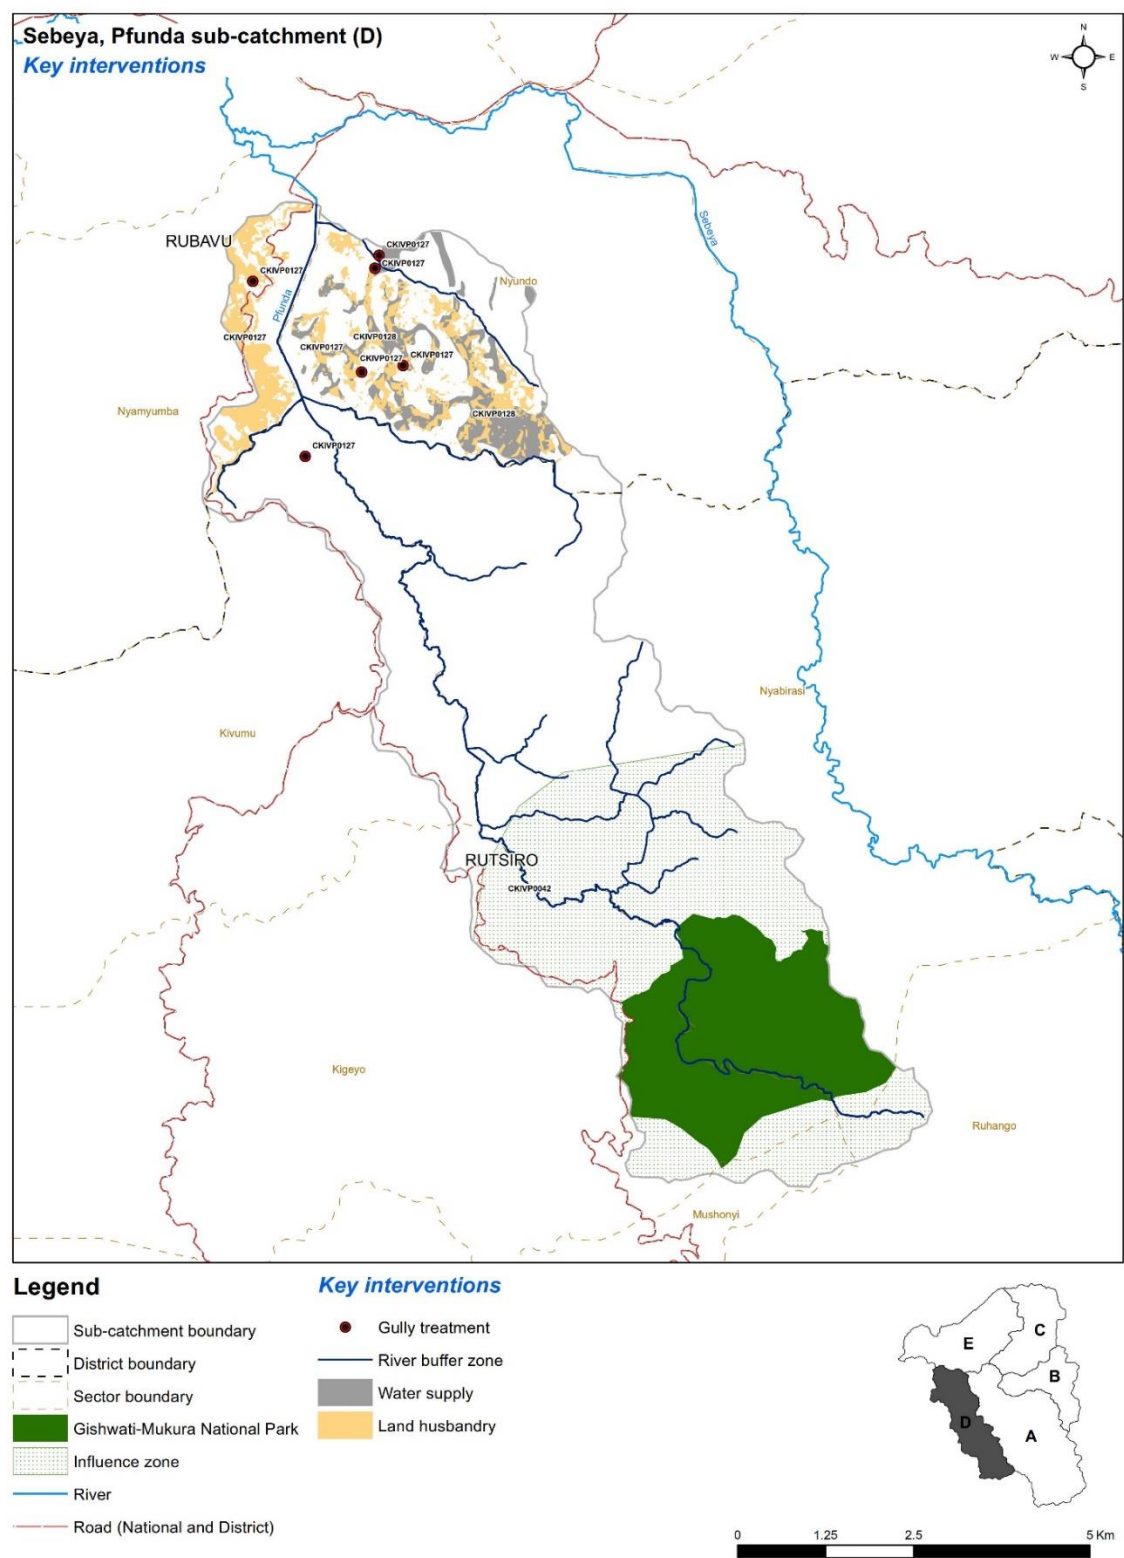 Sebeya, Pfunda sub-catchment (D)
Key interventions
N
W
E
S
Sebeya
RUBAVU
CKIVP0127
CKIVP0127
CKIVP0127
Nyundo
Pfunda
CKIVP0127
CKIVP0128
CKIVP0127
CKIVP0127
CKIVP0127
Nyamyumba
CKIVP0128
CKIVP0127
Nyabirasi
Kivumu
RUTSIRO
CKIVP0042
Kigeyo
Ruhango
Mushonyi
Legend
Sub-catchment boundary
District boundary
Sector boundary
Gishwati-Mukura National Park
Influence zone
River
Road (National and District)
Key interventions
Gully treatment
River buffer zone
Water supply
Land husbandry
C
E
B
D
A
0 1.25 2.5 5 Km